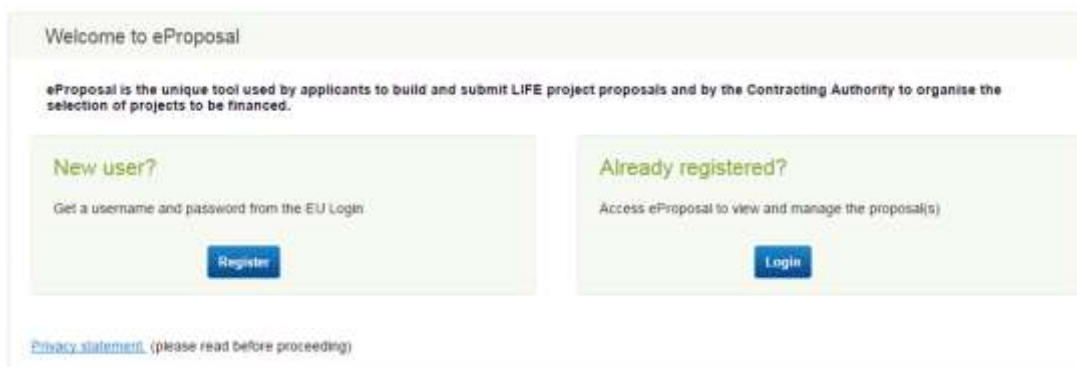 Welcome to eProposal
eProposal is the unique tool used by applicants to build and submit LIFE project proposals and by the Contracting Authority to organise the
selection of projects to be financed.
New user?
Already registered?
Get a username and password from the EU Login
Access eProposal to view and manage the proposal(s)
Register
Login
Privacy statement (please read before proceeding)